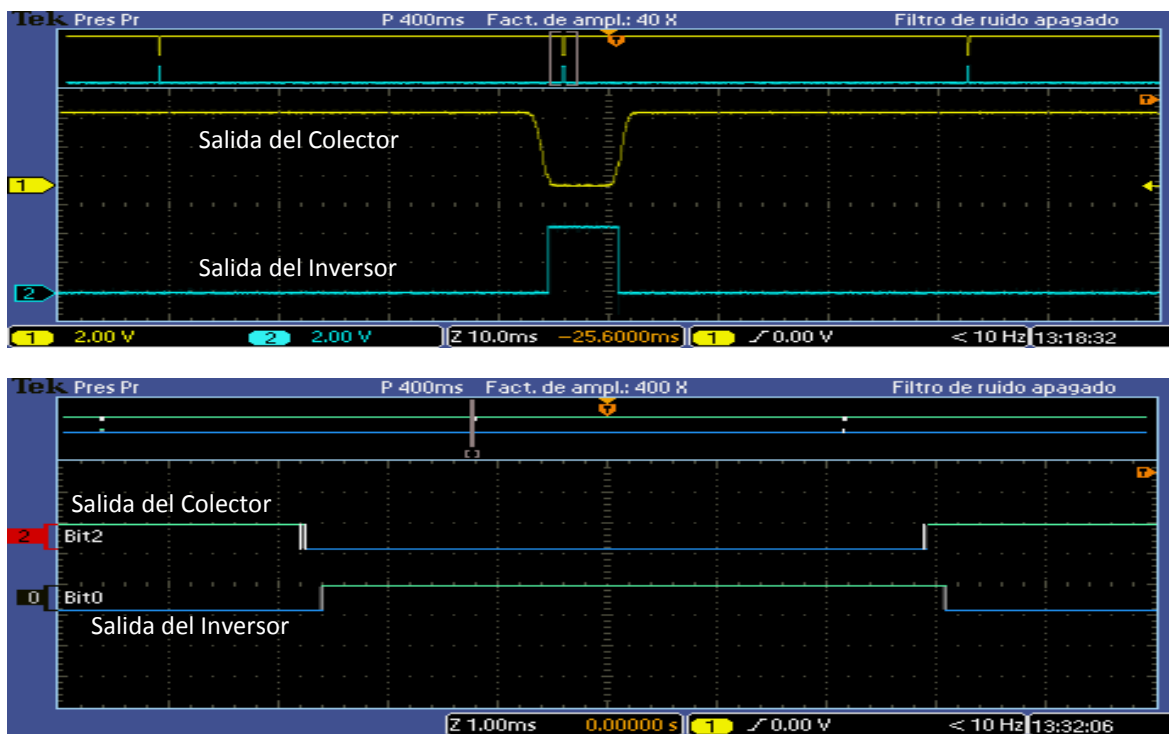 Tek Pres Pr P 400ms Fact. de ampl.: 40 X Filtro de ruido apagado
T
T
Salida del Colector
1
Salida del Inversor
2
1 2.00 V 2 2.00 V Z 10.0ms -25.6000ms 1 / 0.00 V < 10 Hz 13:18:32
Tek Pres Pr P 400ms Fact. de ampl.: 400 X Filtro de ruido apagado
T
T
Salida del Colector
2 Bit2
0 Bit0
Salida del Inversor
Z 1.00ms 0.00000 s 1 / 0.00 V < 10 Hz 13:32:06